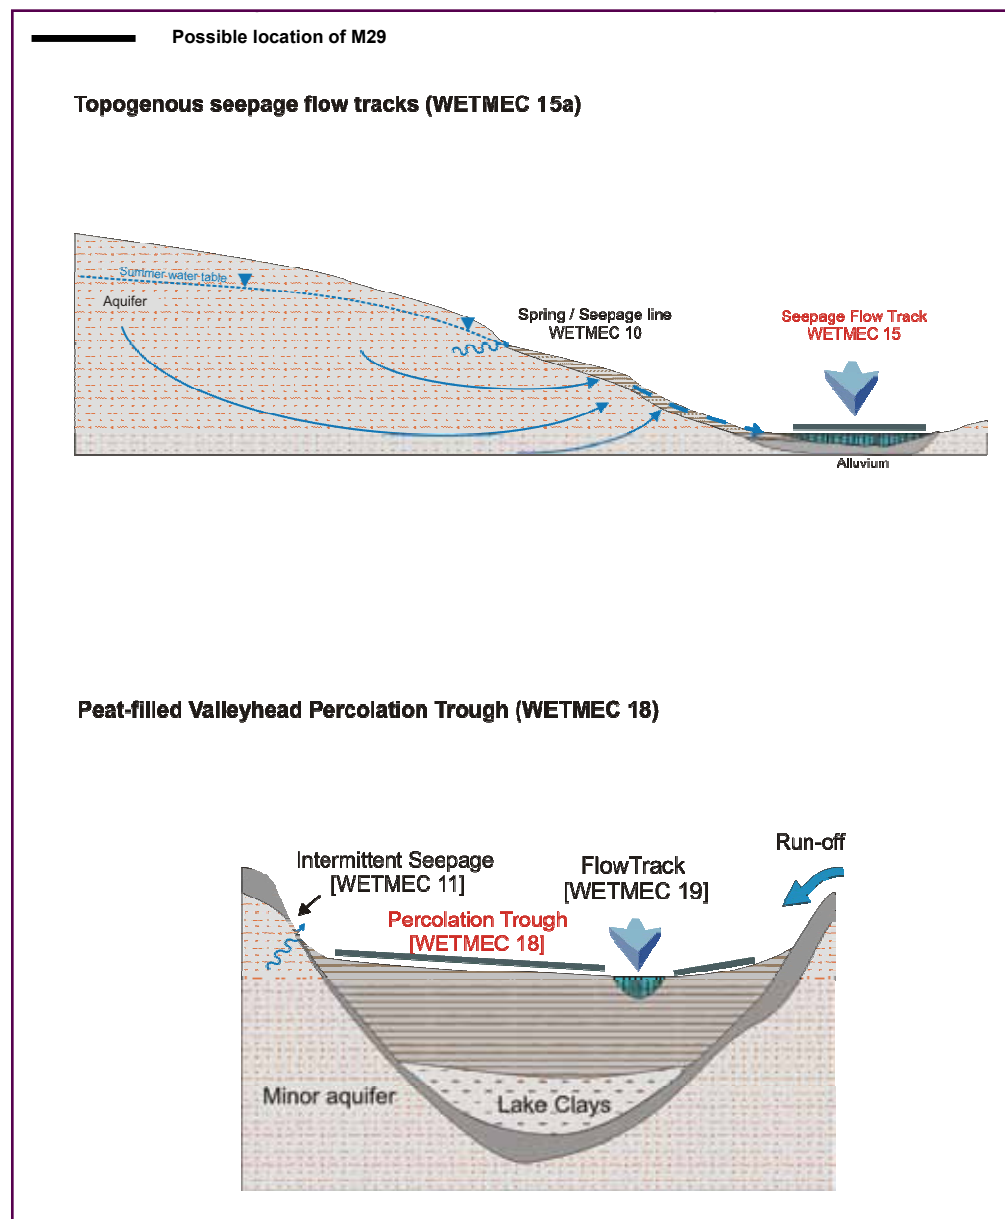 Possible location of M29
Topogenous seepage flow tracks (WETMEC 15a)
Summer water table
Aquifer
Spring / Seepage line
WETMEC 10
Seepage Flow Track
WETMEC 15
Alluvium
Peat-filled Valleyhead Percolation Trough (WETMEC 18)
Run-off
Intermittent Seepage
[WETMEC 11]
FlowTrack
[WETMEC 19]
Percolation Trough
[WETMEC 18]
Minor aquifer
Lake Clays